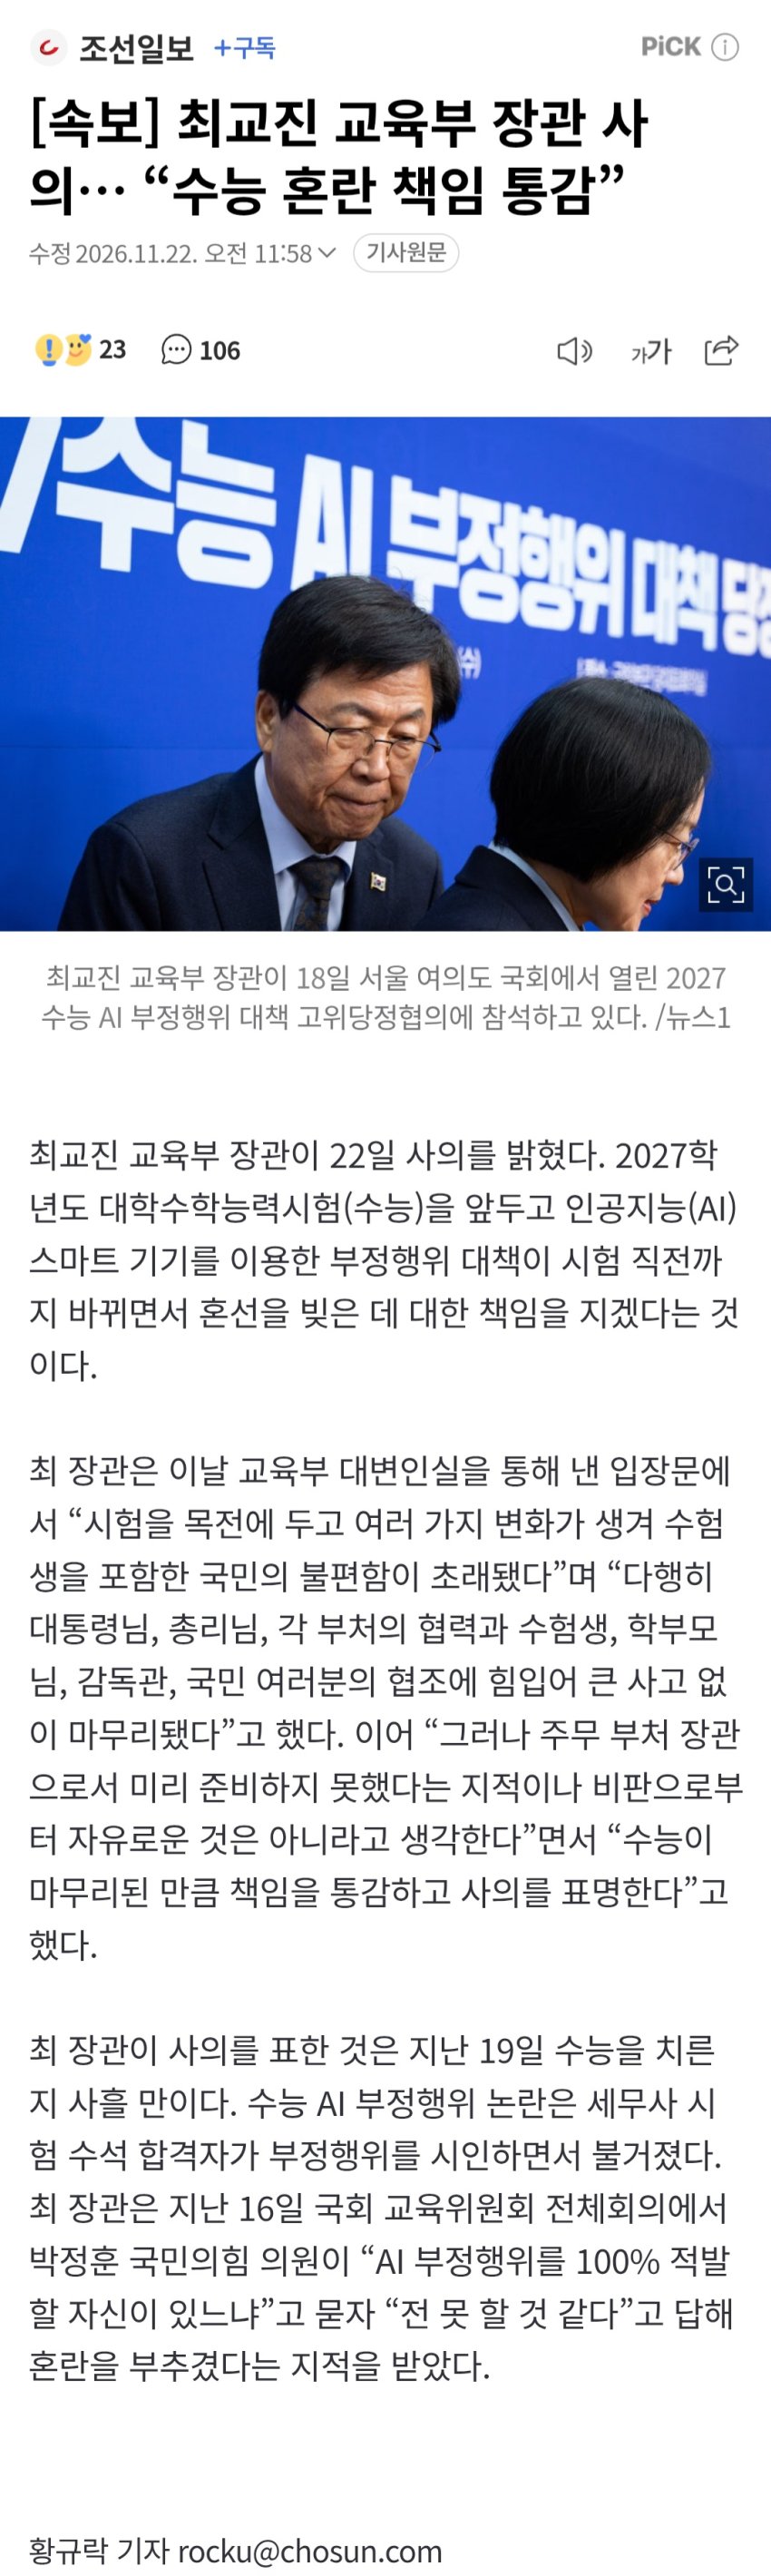 조선일보 +구독 PiCK
[속보] 최교진 교육부 장관 사
의… “수능 혼란 책임 통감”
수정 2026.11.22. 오전 11:58 기사원문
23 106 가가
/수능 AI 부정행위 대책 당정
(수)
최교진 교육부 장관이 18일 서울 여의도 국회에서 열린 2027
수능 AI 부정행위 대책 고위당정협의에 참석하고 있다. /뉴스1
최교진 교육부 장관이 22일 사의를 밝혔다. 2027학
년도 대학수학능력시험(수능)을 앞두고 인공지능(AI)
스마트 기기를 이용한 부정행위 대책이 시험 직전까
지 바뀌면서 혼선을 빚은 데 대한 책임을 지겠다는 것
이다.
최 장관은 이날 교육부 대변인실을 통해 낸 입장문에
서 “시험을 목전에 두고 여러 가지 변화가 생겨 수험
생을 포함한 국민의 불편함이 초래됐다”며 “다행히
대통령님, 총리님, 각 부처의 협력과 수험생, 학부모
님, 감독관, 국민 여러분의 협조에 힘입어 큰 사고 없
이 마무리됐다”고 했다. 이어 “그러나 주무 부처 장관
으로서 미리 준비하지 못했다는 지적이나 비판으로부
터 자유로운 것은 아니라고 생각한다”면서 “수능이
마무리된 만큼 책임을 통감하고 사의를 표명한다”고
했다.
최 장관이 사의를 표한 것은 지난 19일 수능을 치른
지 사흘 만이다. 수능 AI 부정행위 논란은 세무사 시
험 수석 합격자가 부정행위를 시인하면서 불거졌다.
최 장관은 지난 16일 국회 교육위원회 전체회의에서
박정훈 국민의힘 의원이 “AI 부정행위를 100% 적발
할 자신이 있느냐”고 묻자 “전 못 할 것 같다”고 답해
혼란을 부추겼다는 지적을 받았다.
황규락 기자 rocku@chosun.com